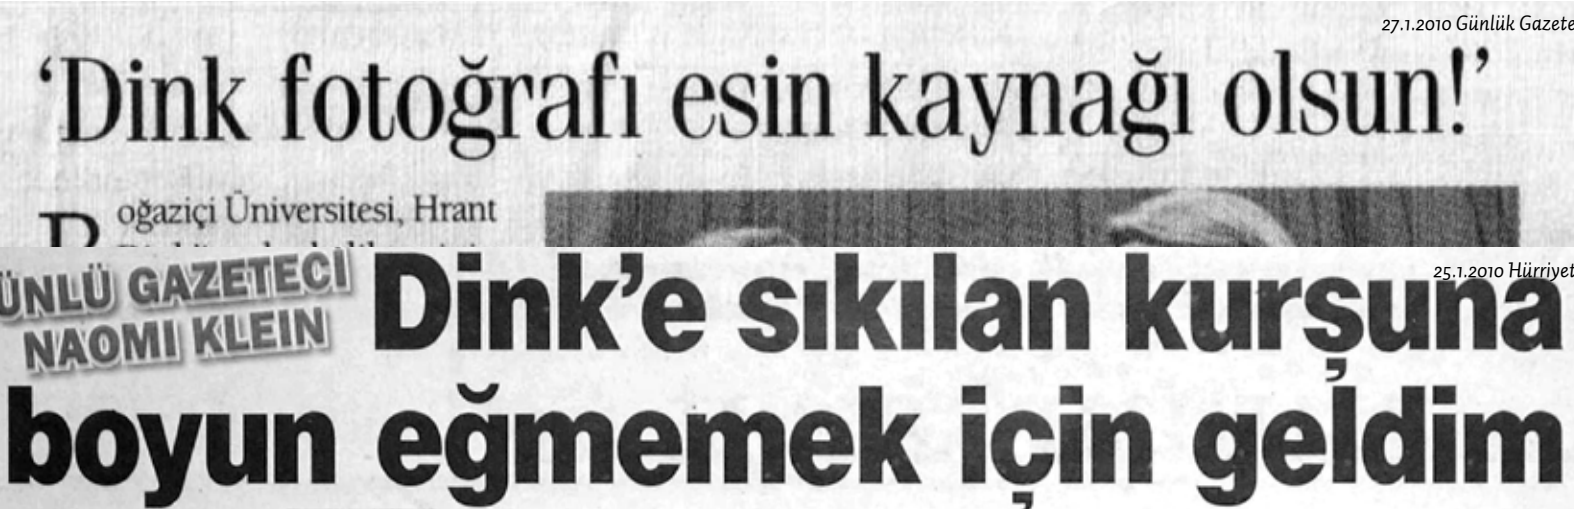 27.1.2010 Günlük Gazete
‘Dink fotoğrafı esin kaynağı olsun!’
Boğaziçi Üniversitesi, Hrant
ÜNLÜ GAZETECİ
NAOMI KLEIN
25.1.2010 Hürriyet
Dink’e sıkılan kurşuna
boyun eğmemek için geldim